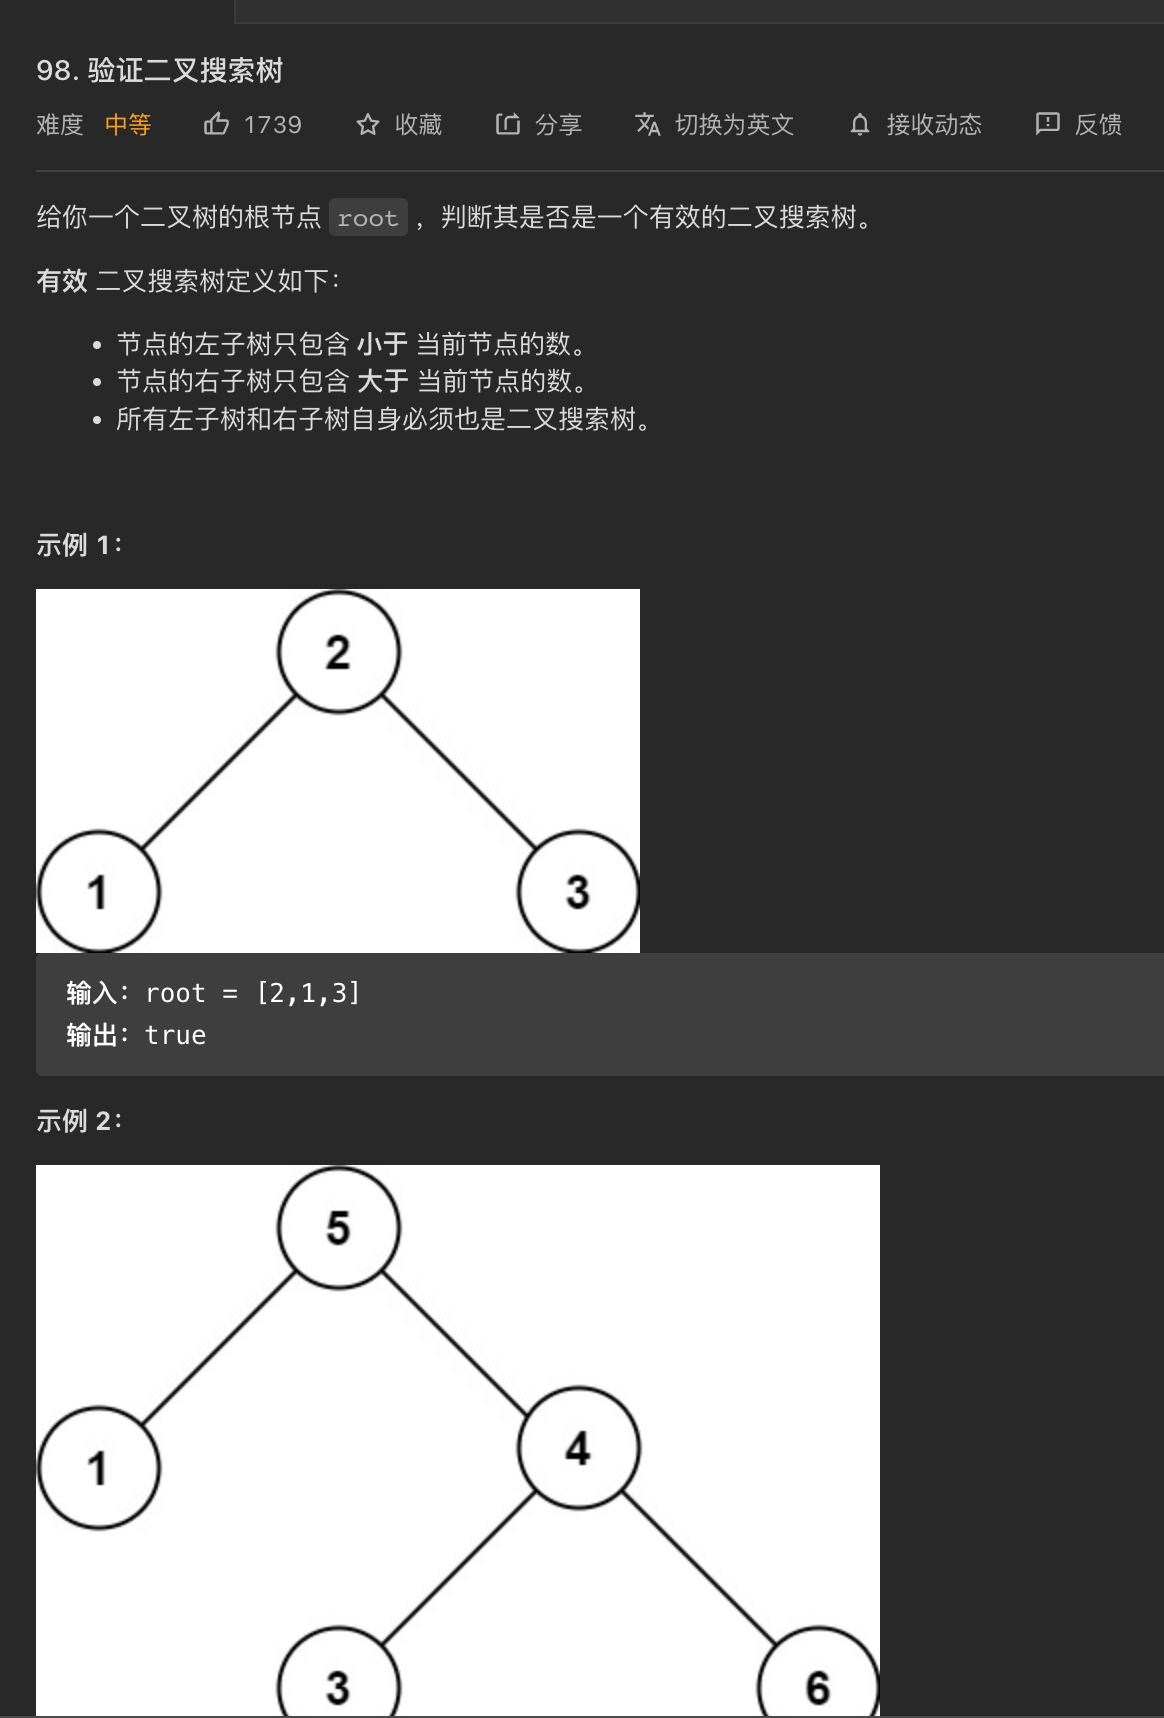 98. 验证二叉搜索树
难度 中等 1739 收藏 分享 切换为英文 接收动态 反馈
给你一个二叉树的根节点 root ，判断其是否是一个有效的二叉搜索树。
有效 二叉搜索树定义如下：
• 节点的左子树只包含 小于 当前节点的数。
• 节点的右子树只包含 大于 当前节点的数。
• 所有左子树和右子树自身必须也是二叉搜索树。
示例 1：
2
1 3
输入：root = [2,1,3]
输出：true
示例 2：
5
1 4
3 6